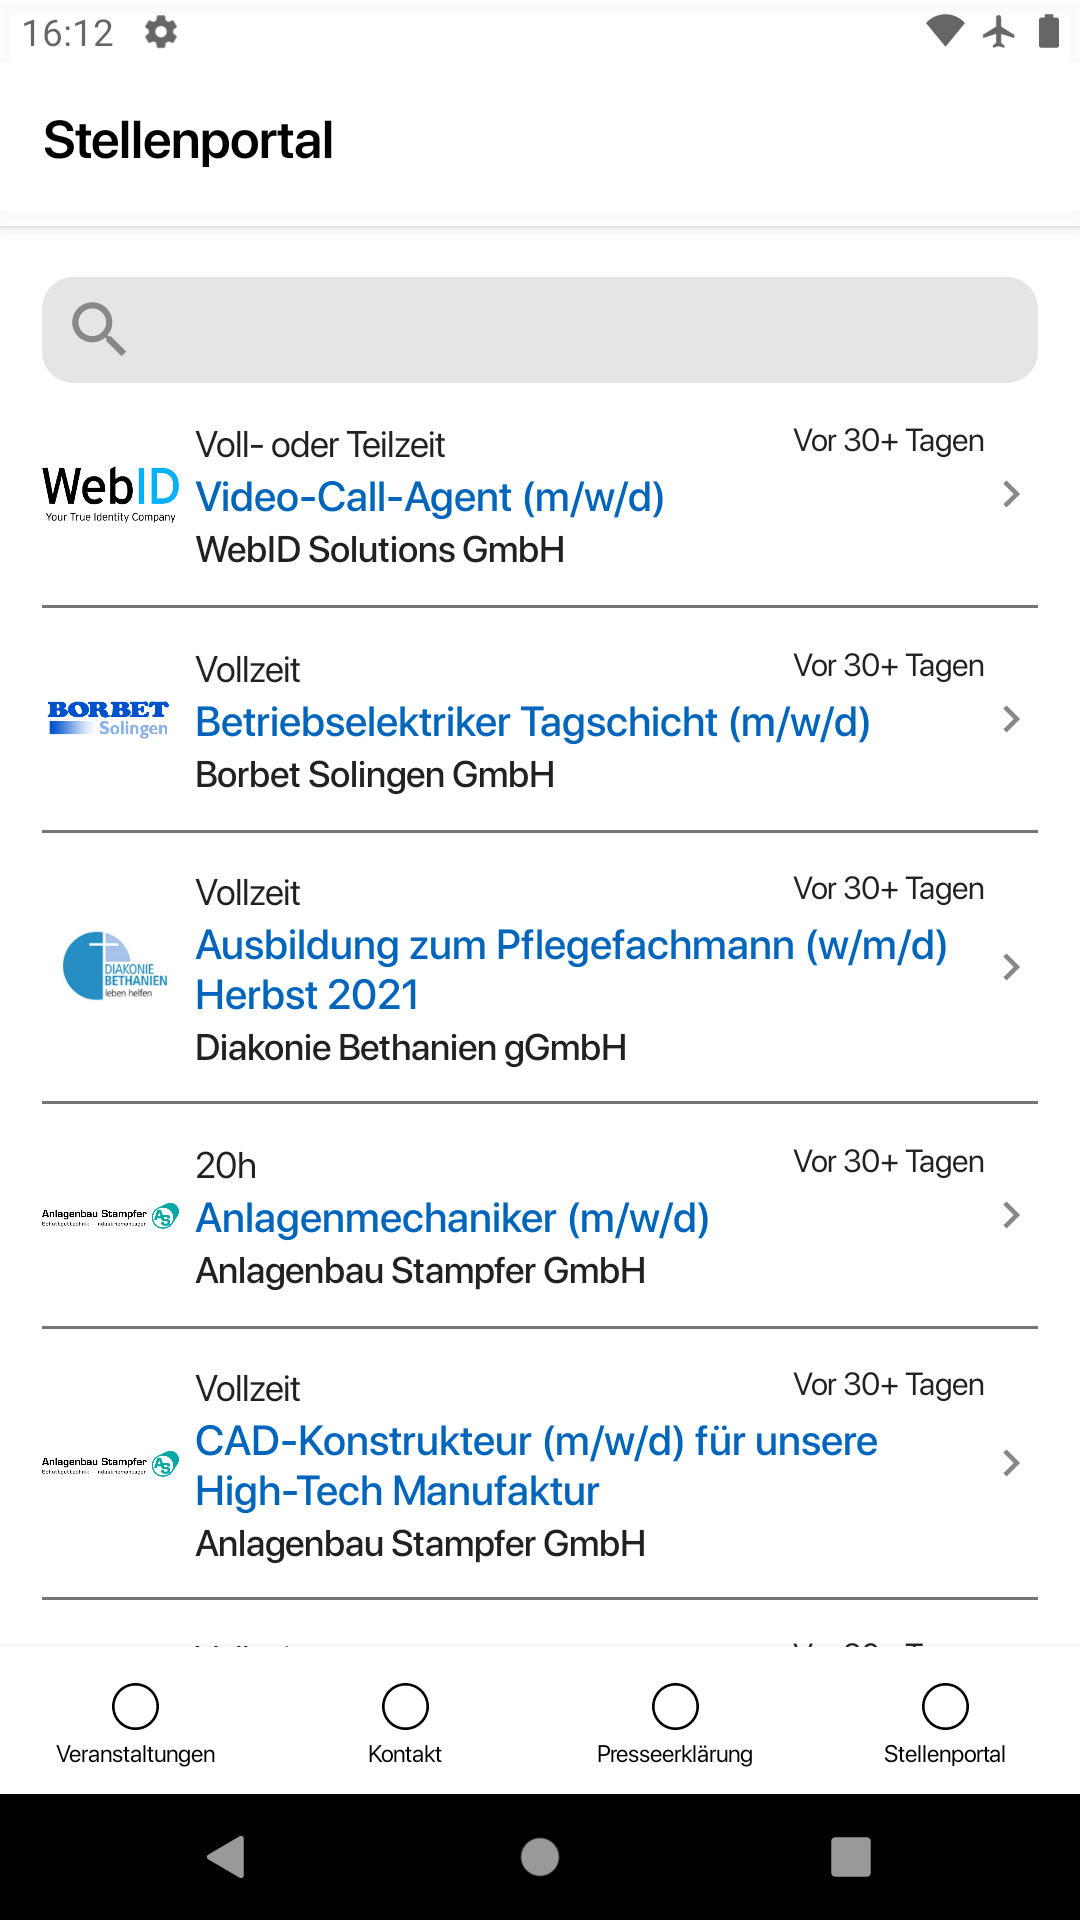 16:12
Stellenportal
Voll- oder Teilzeit
Vor 30+ Tagen
WebID
Your True Identity Company
Video-Call-Agent (m/w/d)
WebID Solutions GmbH
Vollzeit
Vor 30+ Tagen
BORBET
Solingen
Betriebselektriker Tagschicht (m/w/d)
Borbet Solingen GmbH
Vollzeit
Vor 30+ Tagen
DIAKONIE
BETHANIEN
leben helfen
Ausbildung zum Pflegefachmann (w/m/d)
Herbst 2021
Diakonie Bethanien gGmbH
20h
Vor 30+ Tagen
Anlagenbau Stampfer AS
Anlagenmechaniker (m/w/d)
Anlagenbau Stampfer GmbH
Vollzeit
Vor 30+ Tagen
Anlagenbau Stampfer AS
CAD-Konstrukteur (m/w/d) für unsere
High-Tech Manufaktur
Anlagenbau Stampfer GmbH
Veranstaltungen
Kontakt
Presseerklärung
Stellenportal